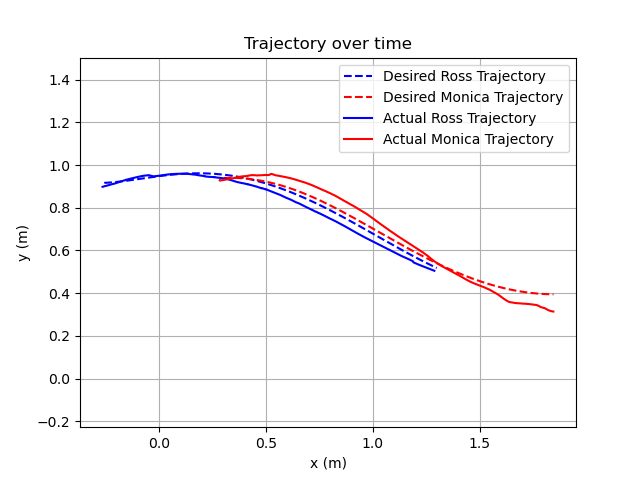 Trajectory over time
Desired Ross Trajectory
Desired Monica Trajectory
Actual Ross Trajectory
Actual Monica Trajectory
y (m)
1.4
1.2
1.0
0.8
0.6
0.4
0.2
0.0
−0.2
0.0 0.5 1.0 1.5
x (m)